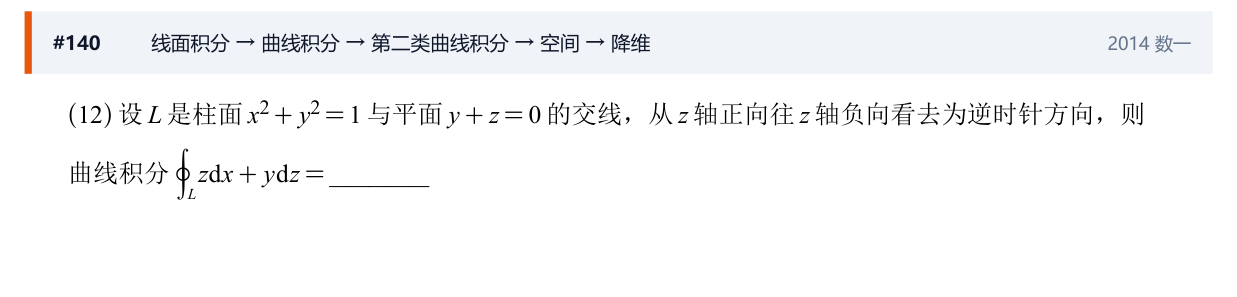 #140 线面积分 → 曲线积分 → 第二类曲线积分 → 空间 → 降维 2014 数一
(12) 设 L 是柱面 x² + y² = 1 与平面 y + z = 0 的交线，从 z 轴正向往 z 轴负向看去为逆时针方向，则
曲线积分 ∮_L zdx + ydz = ________